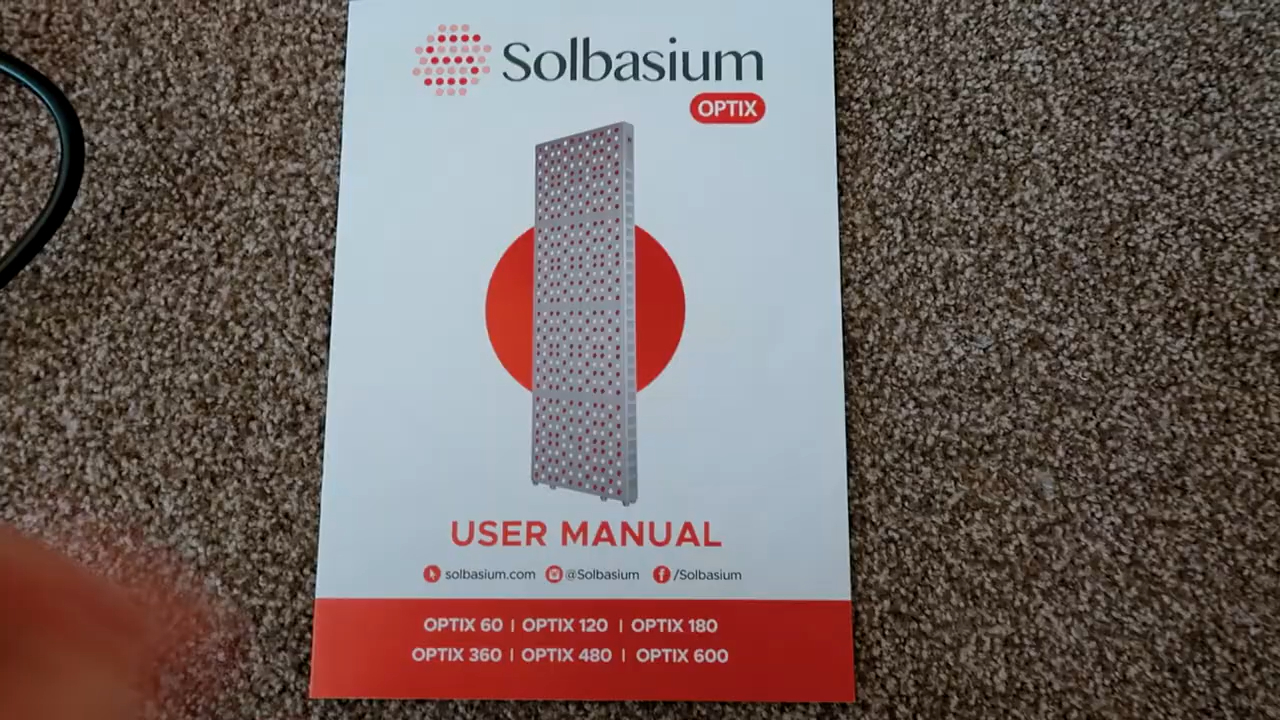 Solbasium
OPTIX
USER MANUAL
solbasium.com @Solbasium /Solbasium
OPTIX 60 | OPTIX 120 | OPTIX 180
OPTIX 360 | OPTIX 480 | OPTIX 600